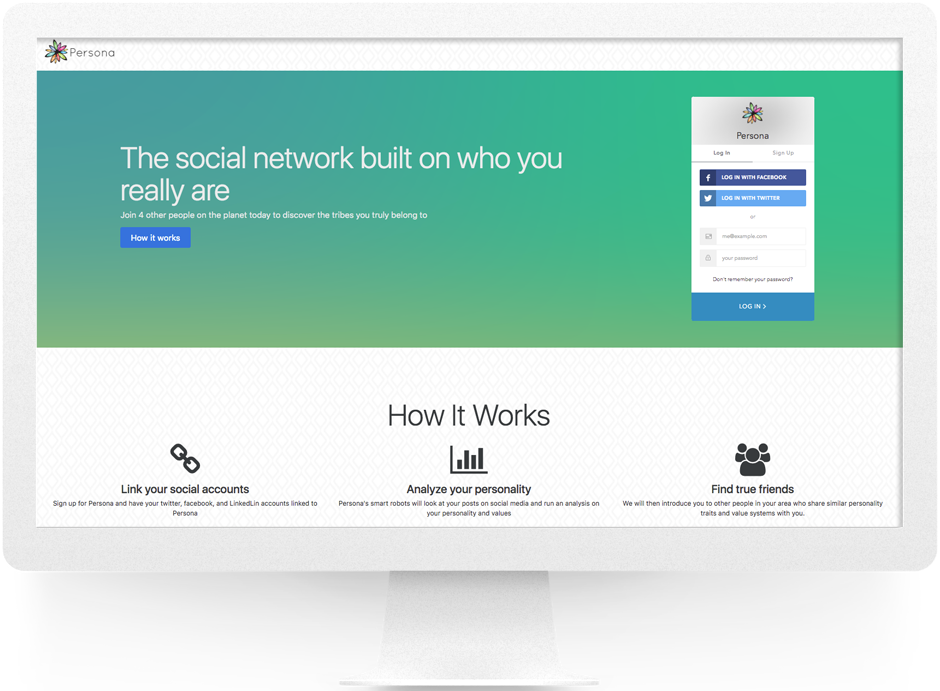 Persona
The social network built on who you
really are
Join 4 other people on the planet today to discover the tribes you truly belong to
How it works
Persona
Log In Sign Up
LOG IN WITH FACEBOOK
LOG IN WITH TWITTER
or
me@example.com
your password
Don't remember your password?
LOG IN >
How It Works
Link your social accounts
Sign up for Persona and have your twitter, facebook, and LinkedLin accounts linked to
Persona
Analyze your personality
Persona's smart robots will look at your posts on social media and run an analysis on
your personality and values
Find true friends
We will then introduce you to other people in your area who share similar personality
traits and value systems with you.